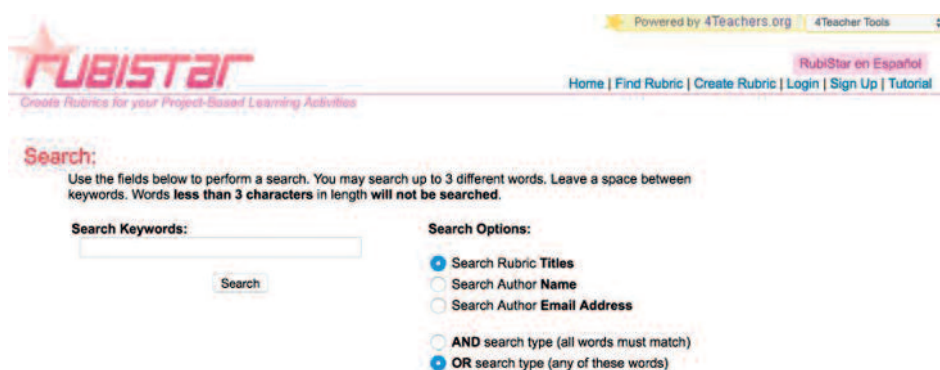 Powered by 4Teachers.org 4Teacher Tools
RUBISTAR
RubiStar en Español
Home | Find Rubric | Create Rubric | Login | Sign Up | Tutorial
Create Rubrics for your Project-Based Learning Activities
Search:
Use the fields below to perform a search. You may search up to 3 different words. Leave a space between
keywords. Words less than 3 characters in length will not be searched.
Search Keywords:
Search
Search Options:
Search Rubric Titles
Search Author Name
Search Author Email Address
AND search type (all words must match)
OR search type (any of these words)